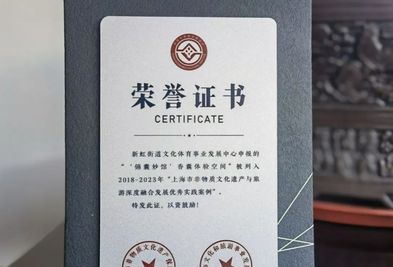 荣誉证书
CERTIFICATE
新虹街道文化体育事业发展中心申报的
“‘锦囊妙馆’香囊体验空间”被列入
2018-2023年“上海市非物质文化遗产与旅
游深度融合发展优秀实践案例”。
特发此证，以资鼓励！